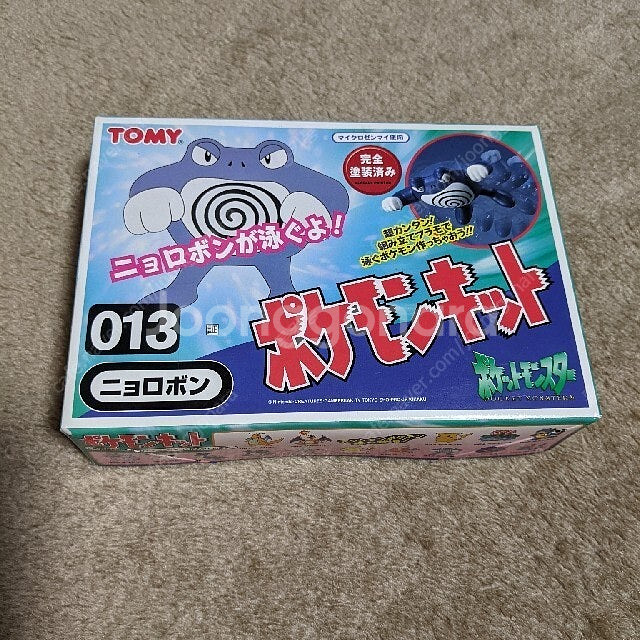 TOMY
マイクロゼンマイ使用
完全
塗装済み
ニョロボンが泳ぐよ!
超カンタン!
組み立てプラモで
泳ぐポケモン作っちゃおう!!
013
ニョロボン
ポケモンキット
ポケットモンスター
POCKET MONSTERS
Joonggonara
ポケモンキット